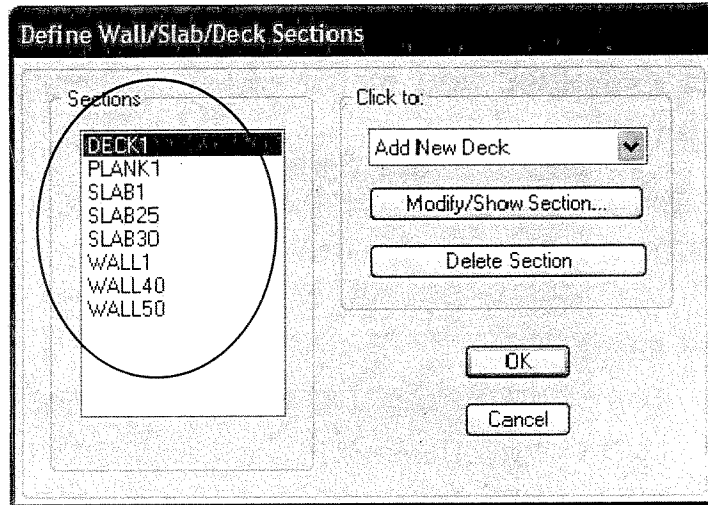 Define Wall/Slab/Deck Sections
Sections
DECK1
PLANK1
SLAB1
SLAB25
SLAB30
WALL1
WALL40
WALL50
Click to:
Add New Deck
Modify/Show Section...
Delete Section
OK
Cancel